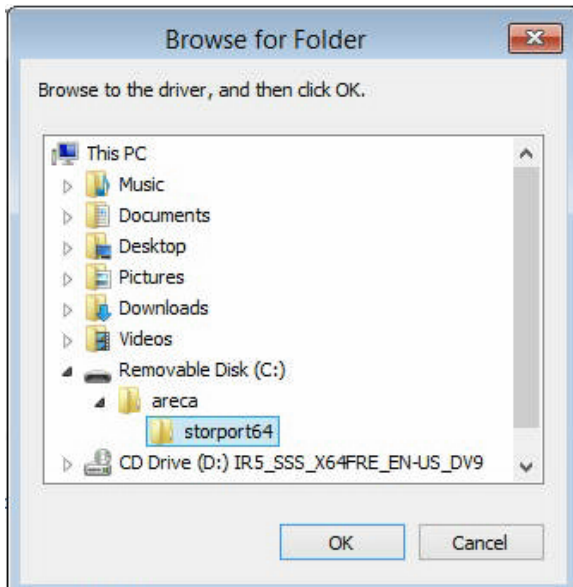 Browse for Folder
Browse to the driver, and then click OK.
This PC
Music
Documents
Desktop
Pictures
Downloads
Videos
Removable Disk (C:)
areca
storport64
CD Drive (D:) IR5_SSS_X64FRE_EN-US_DV9
OK Cancel